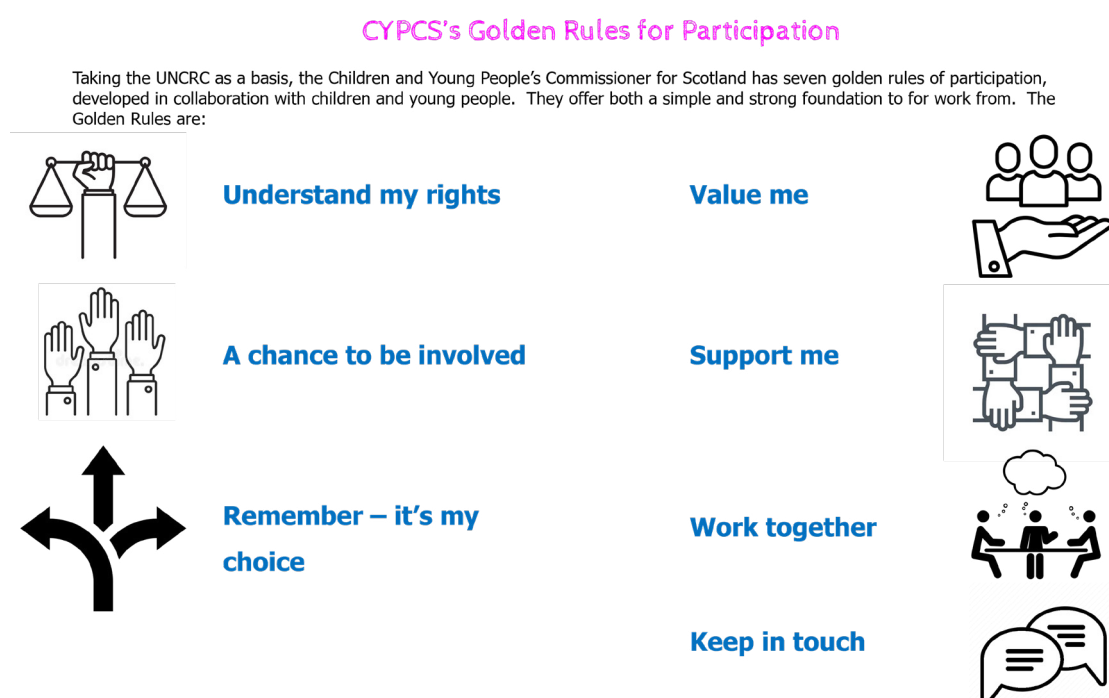 CYPCS's Golden Rules for Participation
Taking the UNCRC as a basis, the Children and Young People's Commissioner for Scotland has seven golden rules of participation,
developed in collaboration with children and young people.  They offer both a simple and strong foundation to for work from.  The
Golden Rules are:
Understand my rights
A chance to be involved
Remember – it's my
choice
Value me
Support me
Work together
Keep in touch